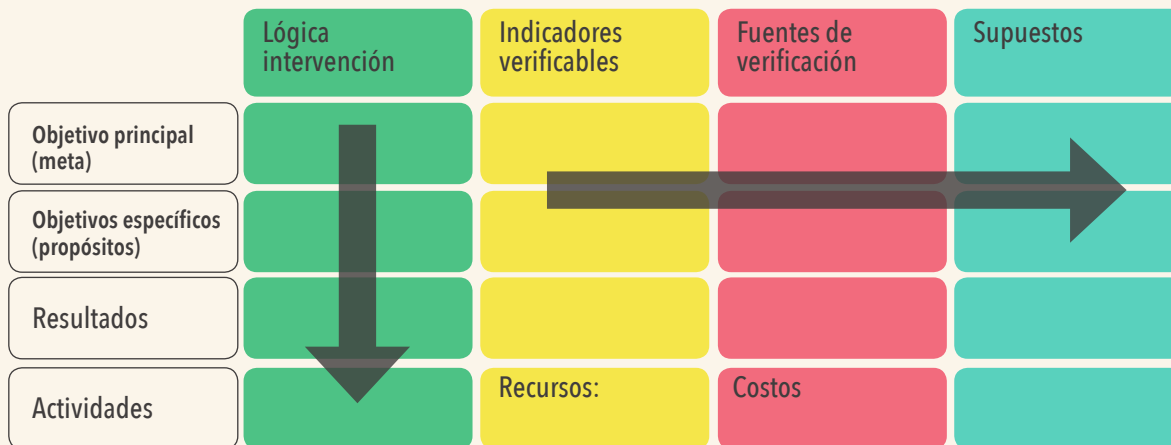 Lógica
intervención
Indicadores
verificables
Fuentes de
verificación
Supuestos
Objetivo principal
(meta)
Objetivos específicos
(propósitos)
Resultados
Actividades
Recursos:
Costos